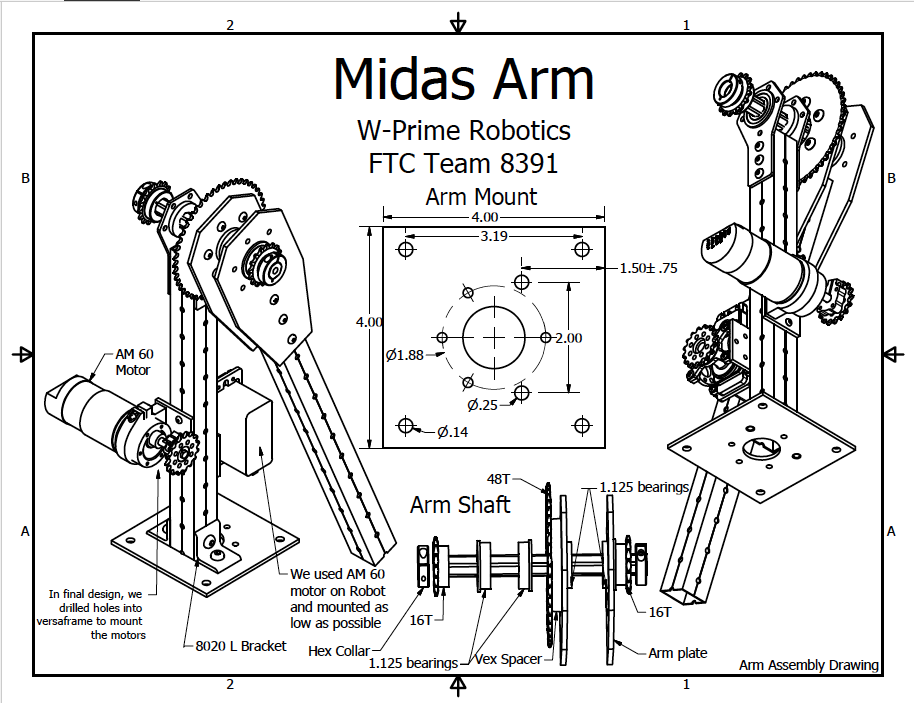 2
1
Midas Arm
W-Prime Robotics
FTC Team 8391
Arm Mount
B
B
4.00
3.19
1.50± .75
4.00
2.00
Ø1.88
Ø.25
Ø.14
AM 60
Motor
48T
1.125 bearings
Arm Shaft
A
A
We used AM 60
motor on Robot
and mounted as
low as possible
In final design, we
drilled holes into
versaframe to mount
the motors
16T
16T
8020 L Bracket
Hex Collar
1.125 bearings
Vex Spacer
Arm plate
Arm Assembly Drawing
2
1